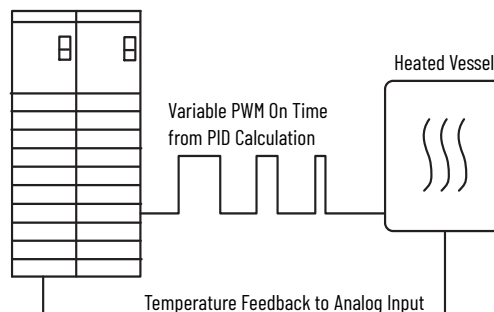 Heated Vessel
Variable PWM On Time
from PID Calculation
Temperature Feedback to Analog Input